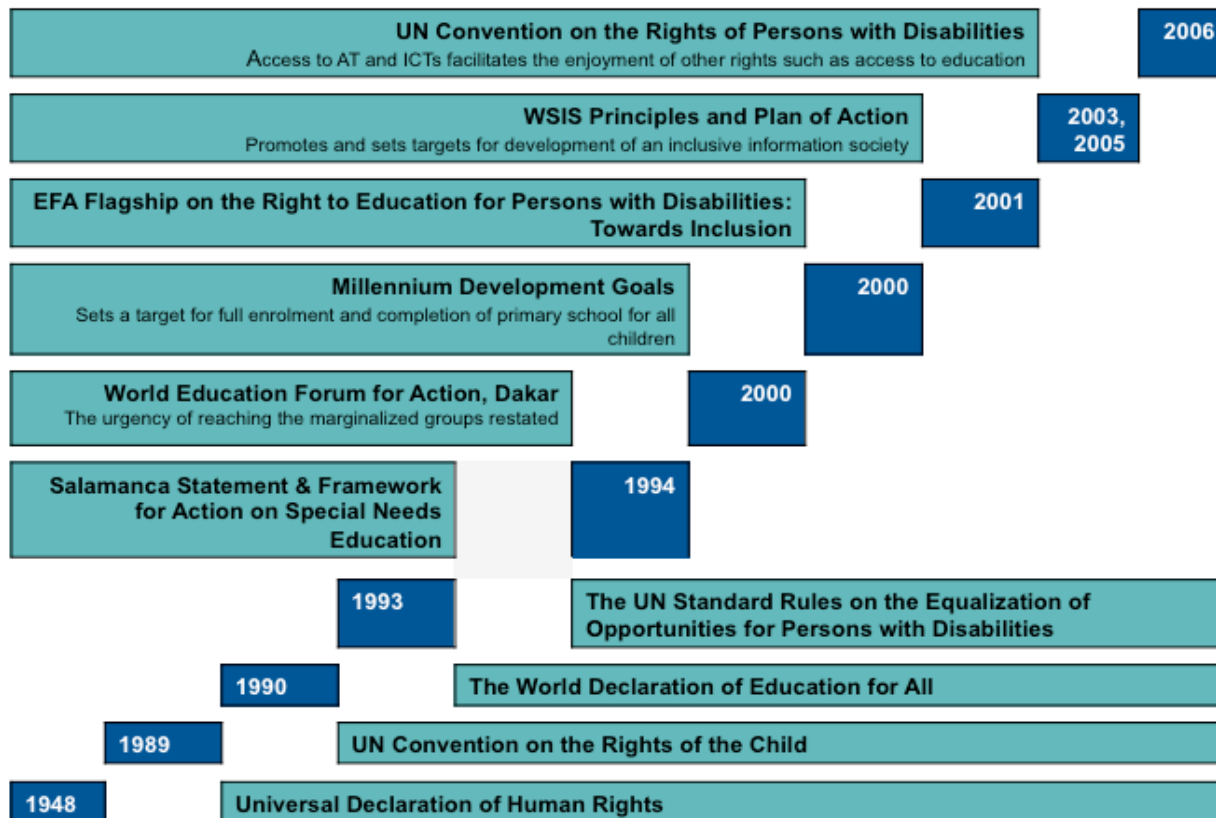 UN Convention on the Rights of Persons with Disabilities
Access to AT and ICTs facilitates the enjoyment of other rights such as access to education
2006
WSIS Principles and Plan of Action
Promotes and sets targets for development of an inclusive information society
2003,
2005
EFA Flagship on the Right to Education for Persons with Disabilities:
Towards Inclusion
2001
Millennium Development Goals
Sets a target for full enrolment and completion of primary school for all
children
2000
World Education Forum for Action, Dakar
The urgency of reaching the marginalized groups restated
2000
Salamanca Statement & Framework
for Action on Special Needs
Education
1994
1993
The UN Standard Rules on the Equalization of
Opportunities for Persons with Disabilities
1990
The World Declaration of Education for All
1989
UN Convention on the Rights of the Child
1948
Universal Declaration of Human Rights